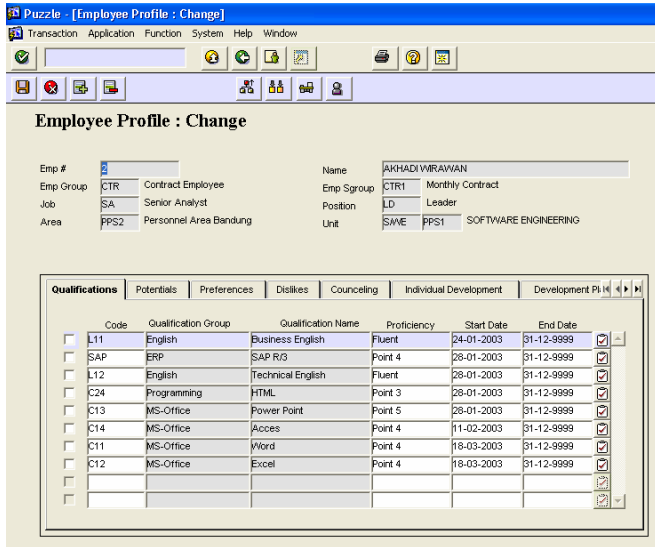 Puzzle - [Employee Profile : Change]
Transaction Application Function System Help Window
Employee Profile : Change
Emp # 2 Name AKHADI WIRAWAN
Emp Group CTR Contract Employee Emp Sgroup CTR1 Monthly Contract
Job SA Senior Analyst Position LD Leader
Area PPS2 Personnel Area Bandung Unit PPS1 SOFTWARE ENGINEERING
Qualifications Potentials Preferences Dislikes Counceling Individual Development Development
Code Qualification Group Qualification Name Proficiency Start Date End Date
L11 English Business English Fluent 24-01-2003 31-12-9999
SAP ERP SAP R/3 Point 4 28-01-2003 31-12-9999
L12 English Technical English Fluent 28-01-2003 31-12-9999
C24 Programming HTML Point 3 28-01-2003 31-12-9999
C13 MS-Office Power Point Point 5 28-01-2003 31-12-9999
C14 MS-Office Acces Point 4 11-02-2003 31-12-9999
C11 MS-Office Word Point 4 18-03-2003 31-12-9999
C12 MS-Office Excel Point 4 18-03-2003 31-12-9999